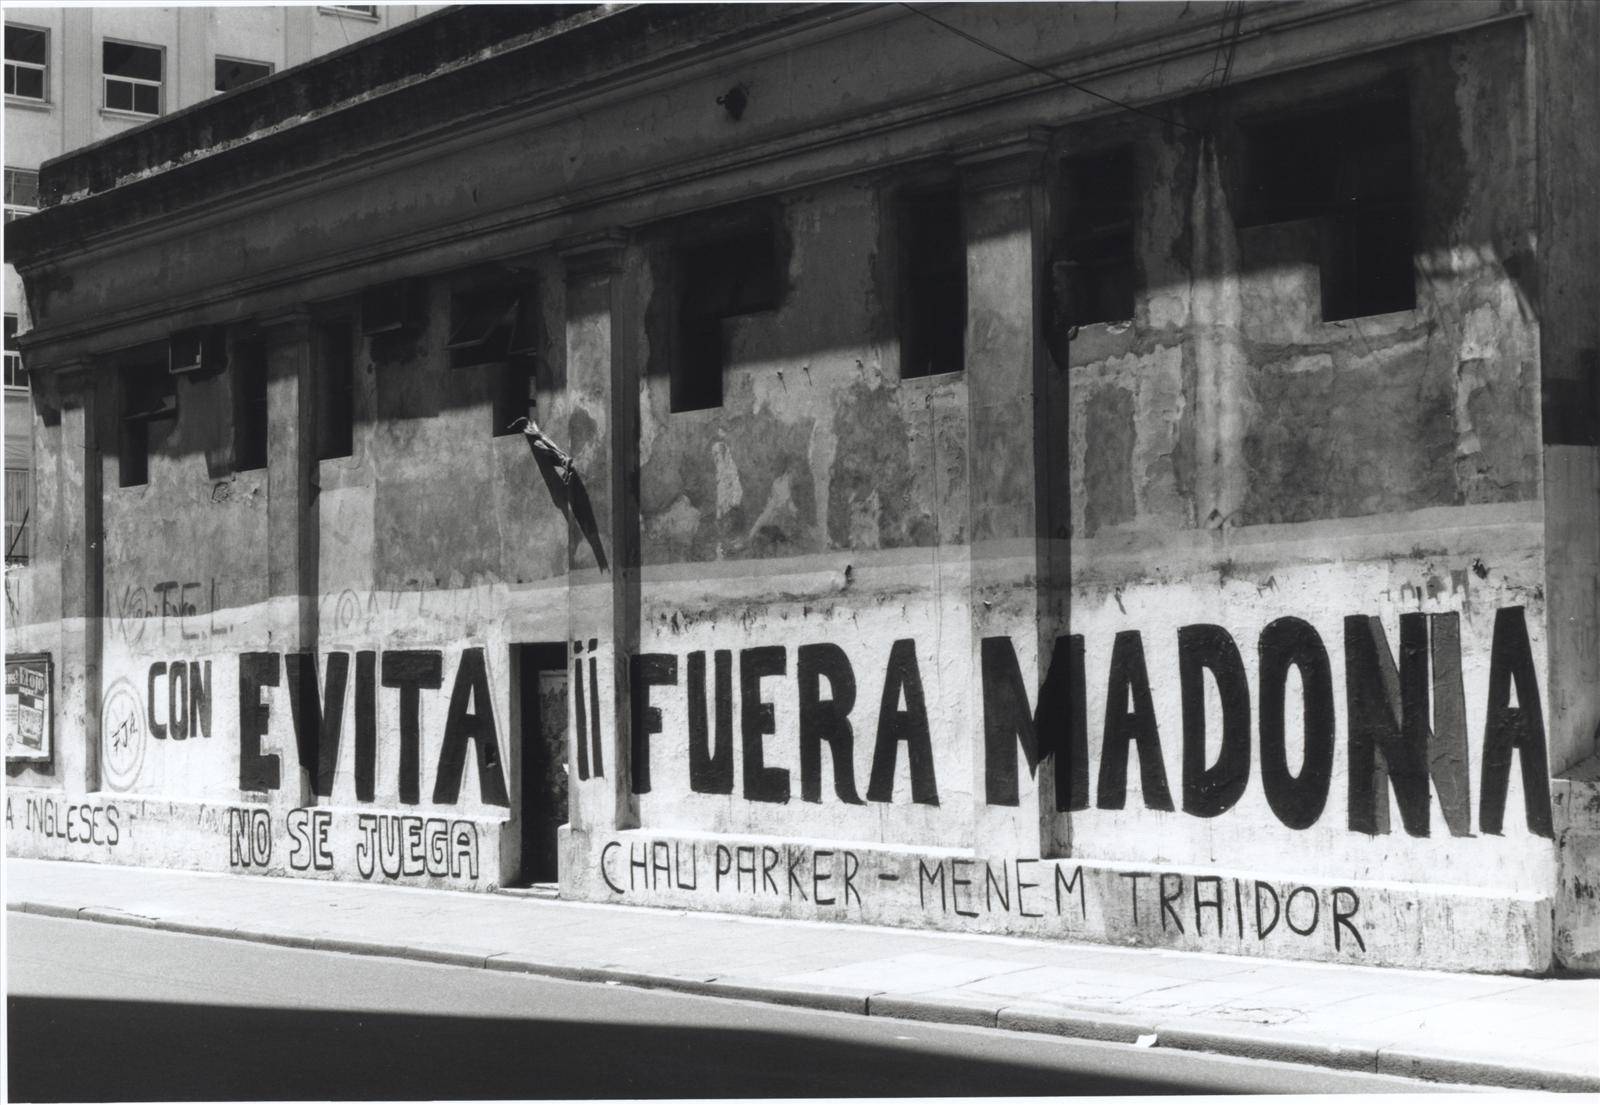 CON EVITA ¡¡ FUERA MADONNA
A INGLESES
NO SE JUEGA
CHAU PARKER - MENEM TRAIDOR